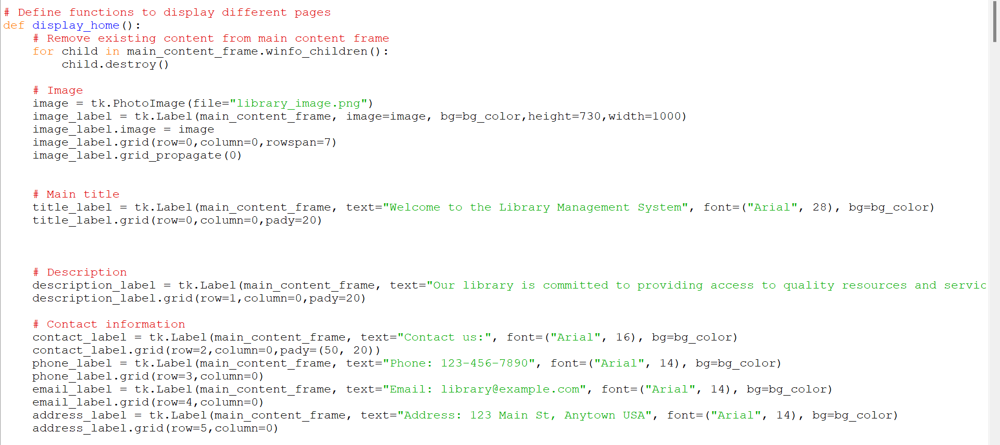 # Define functions to display different pages
def display_home():
    # Remove existing content from main content frame
    for child in main_content_frame.winfo_children():
        child.destroy()

    # Image
    image = tk.PhotoImage(file="library_image.png")
    image_label = tk.Label(main_content_frame, image=image, bg=bg_color,height=730,width=1000)
    image_label.image = image
    image_label.grid(row=0,column=0,rowspan=7)
    image_label.grid_propagate(0)

    # Main title
    title_label = tk.Label(main_content_frame, text="Welcome to the Library Management System", font=("Arial", 28), bg=bg_color)
    title_label.grid(row=0,column=0,pady=20)

    # Description
    description_label = tk.Label(main_content_frame, text="Our library is committed to providing access to quality resources and servic
    description_label.grid(row=1,column=0,pady=20)

    # Contact information
    contact_label = tk.Label(main_content_frame, text="Contact us:", font=("Arial", 16), bg=bg_color)
    contact_label.grid(row=2,column=0,pady=(50, 20))
    phone_label = tk.Label(main_content_frame, text="Phone: 123-456-7890", font=("Arial", 14), bg=bg_color)
    phone_label.grid(row=3,column=0)
    email_label = tk.Label(main_content_frame, text="Email: library@example.com", font=("Arial", 14), bg=bg_color)
    email_label.grid(row=4,column=0)
    address_label = tk.Label(main_content_frame, text="Address: 123 Main St, Anytown USA", font=("Arial", 14), bg=bg_color)
    address_label.grid(row=5,column=0)